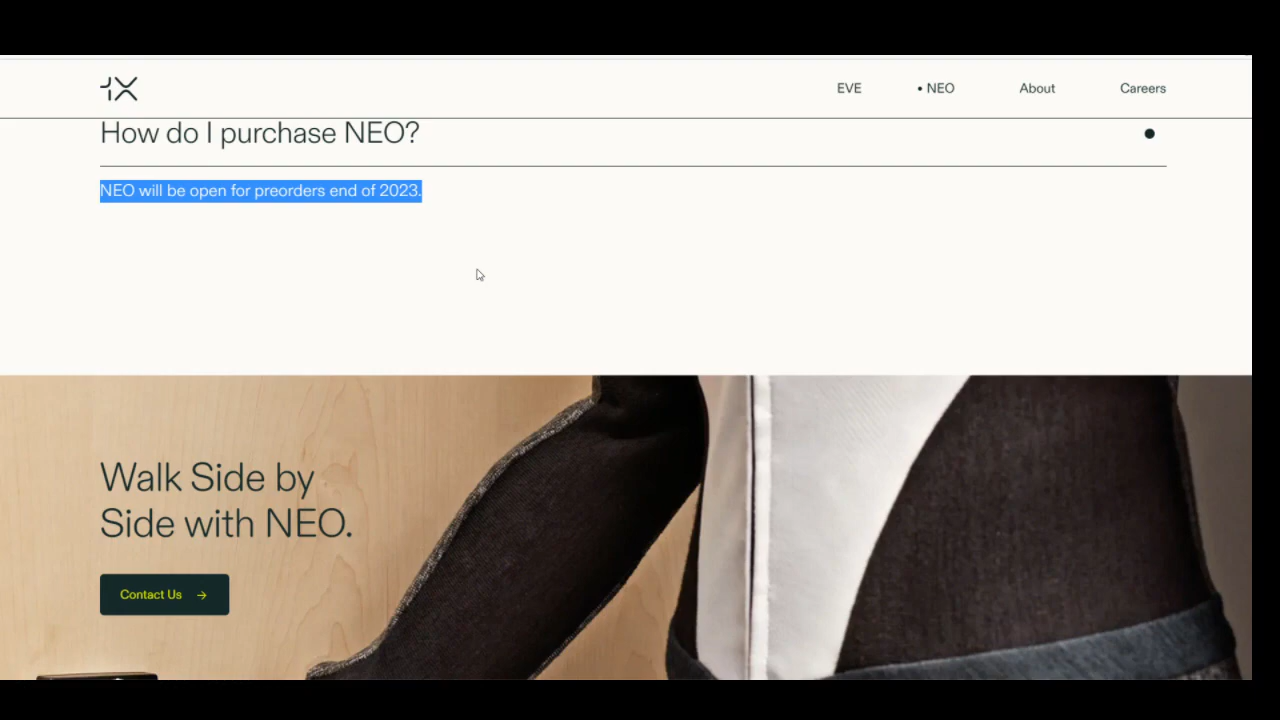 1X
EVE
NEO
About
Careers
How do I purchase NEO?
NEO will be open for preorders end of 2023.
Walk Side by
Side with NEO.
Contact Us